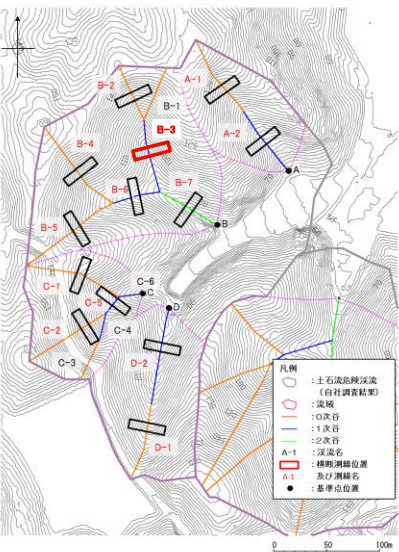 A-1
B-2
B-1
B-3
A-2
B-4
A
B-6
B-7
B-5
B
C-1
C-6
C
C-5
D
C-2
C-4
C-3
D-2
D-1
凡例
：土石流危険渓流
（自社調査結果）
：流域
：0次谷
：1次谷
：2次谷
A-1 ：渓流名
：横断測線位置
A-1 及び測線名
：基準点位置
0 50 100m